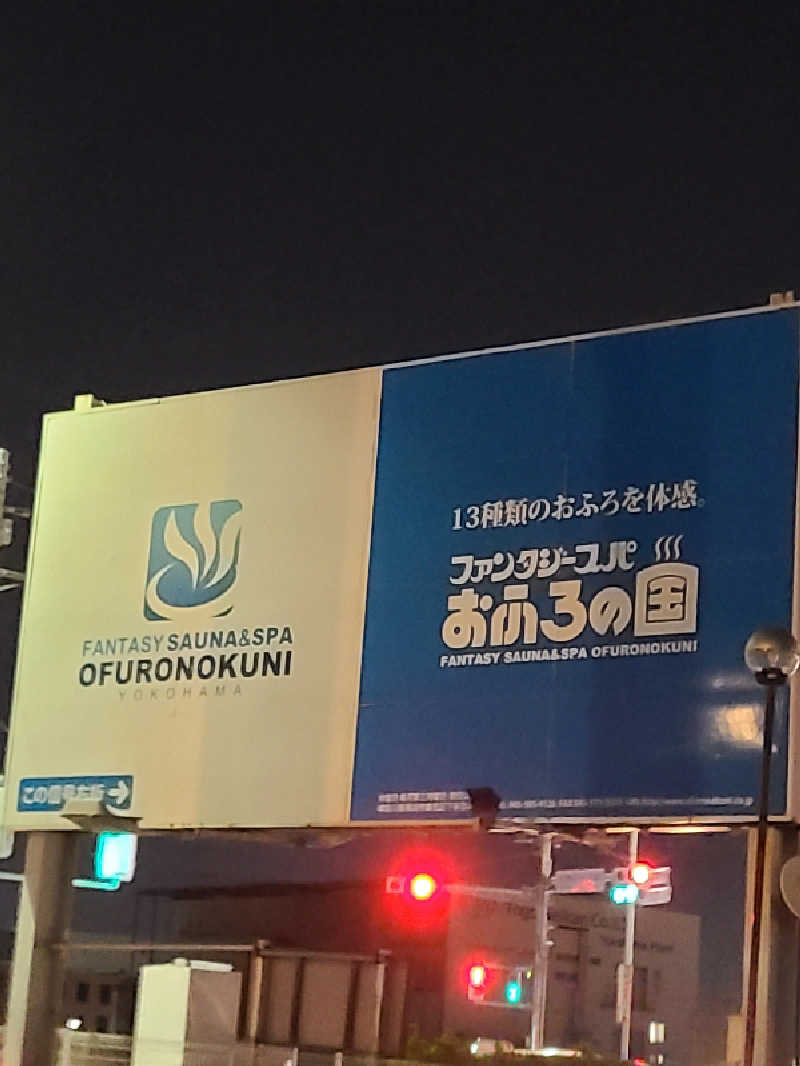 FANTASY SAUNA&SPA
OFURONOKUNI
YOKOHAMA
この信号右折
13種類のおふろを体感。
ファンタジースパ
おふろの国
FANTASY SAUNA&SPA OFURONOKUNI